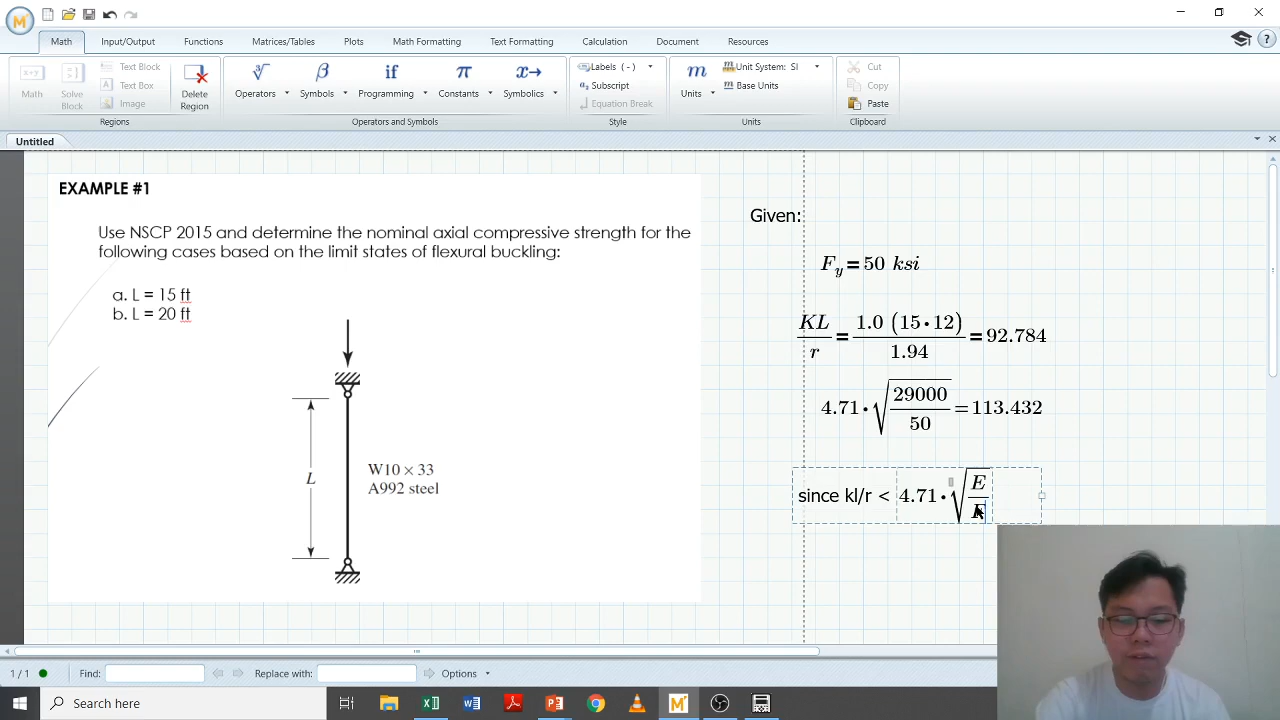 Math Input/Output Functions Matrices/Tables Plots Math Formatting Text Formatting Calculation Document Resources
Math
Solve Block
Text Block
Text Box
Image
Delete Region
Regions
Operators
Symbols
if
Programming
π
Constants
Symbolics
Operators and Symbols
Labels ( - )
Subscript
Equation Break
Style
m
Units
Unit System: SI
Base Units
Units
Cut
Copy
Paste
Clipboard
Untitled
EXAMPLE #1
Use NSCP 2015 and determine the nominal axial compressive strength for the
following cases based on the limit states of flexural buckling:
a. L = 15 ft
b. L = 20 ft
L
W10 × 33
A992 steel
Given:
F_y = 50 ksi
KL/r = 1.0 (15·12)/1.94 = 92.784
4.71·√(29000/50) = 113.432
since kl/r < 4.71·√(E/F)
1 / 1 Find: Replace with: Options
Search here